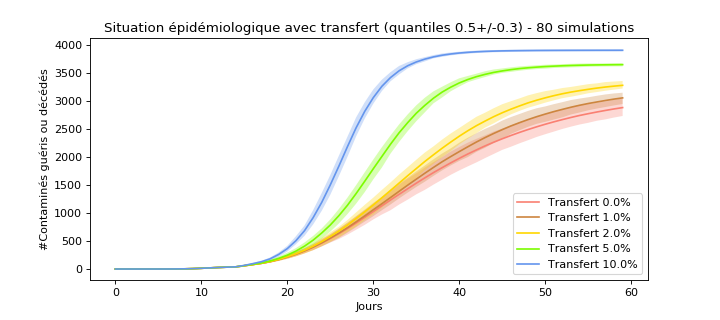 Situation épidémiologique avec transfert (quantiles 0.5+/-0.3) - 80 simulations
#Contaminés guéris ou décédés
4000
3500
3000
2500
2000
1500
1000
500
0
Transfert 0.0%
Transfert 1.0%
Transfert 2.0%
Transfert 5.0%
Transfert 10.0%
0 10 20 30 40 50 60
Jours